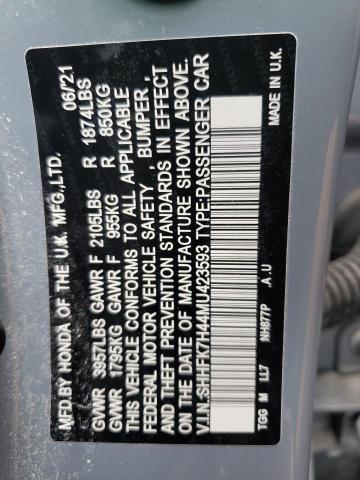 MFD.BY HONDA OF THE U.K. MFG.,LTD. 06/21
GVWR 3957LBS GAWR F 2105LBS R 1874LBS
GVWR 1795KG GAWR F 955KG R 850KG
THIS VEHICLE CONFORMS TO ALL APPLICABLE
FEDERAL MOTOR VEHICLE SAFETY , BUMPER ,
THEFT PREVENTION STANDARDS IN EFFECT
ON THE DATE OF MANUFACTURE SHOWN ABOVE.
V.I.N.:SHHFK7H44MU423593 TYPE:PASSENGER CAR
NH877P .A .U MADE IN U.K.
TGG M LL7